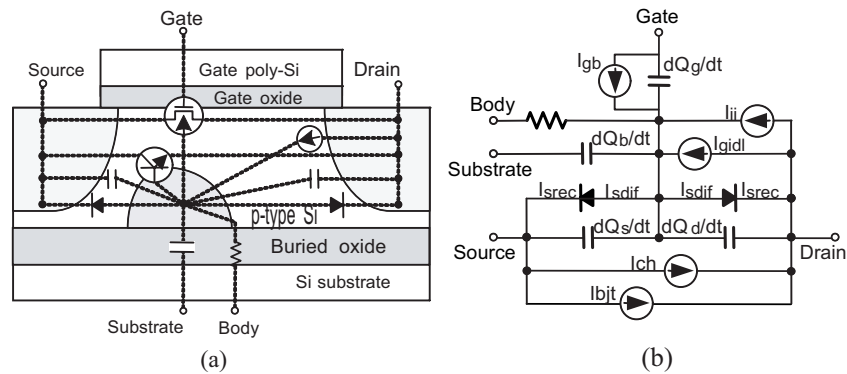 Gate
Source
Drain
Gate poly-Si
Gate oxide
p-type Si
Buried oxide
Si substrate
Substrate
Body
(a)
Gate
Igb
dQg/dt
Body
Iii
dQb/dt
Substrate
Igidl
Isrec
Isdif
Isdif
Isrec
Source
dQs/dt
dQd/dt
Drain
Ich
Ibjt
(b)